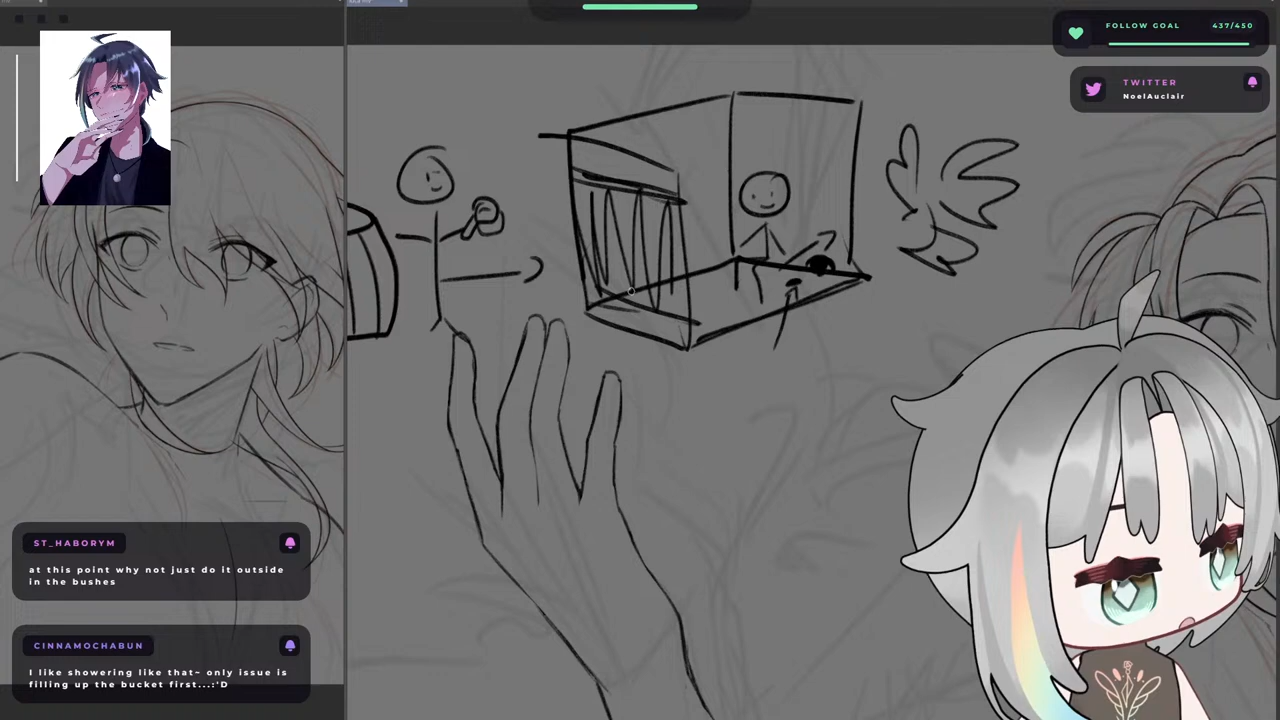 FOLLOW GOAL 437/450
TWITTER
NoelAuclair
ST_HABORYM
at this point why not just do it outside
in the bushes
CINNAMOCHABUN
I like showering like that~ only issue is
filling up the bucket first...:'D